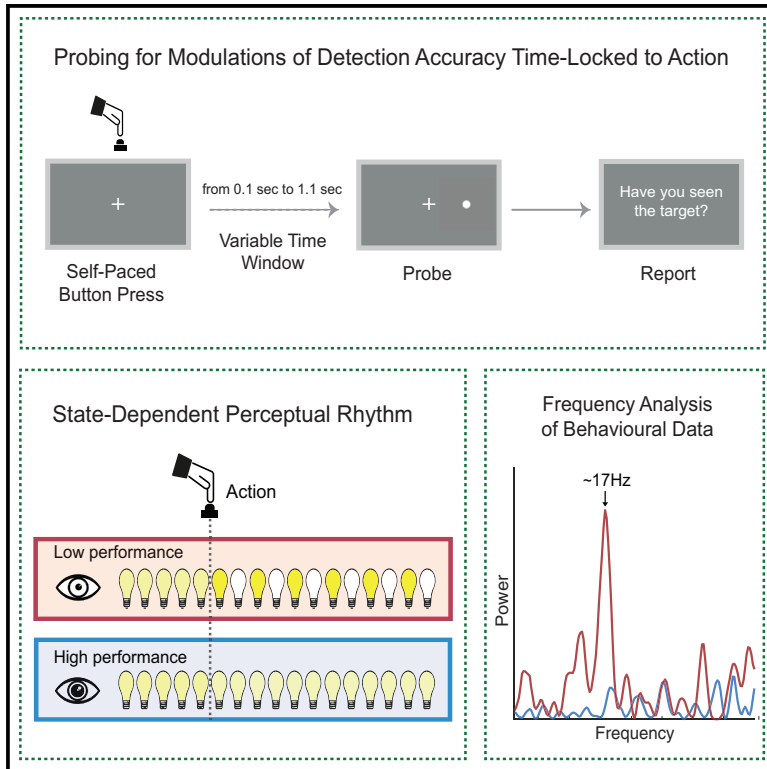 Probing for Modulations of Detection Accuracy Time-Locked to Action
from 0.1 sec to 1.1 sec
Variable Time
Window
Self-Paced
Button Press
Probe
Have you seen
the target?
Report
State-Dependent Perceptual Rhythm
Action
Low performance
High performance
Frequency Analysis
of Behavioural Data
~17Hz
Power
Frequency